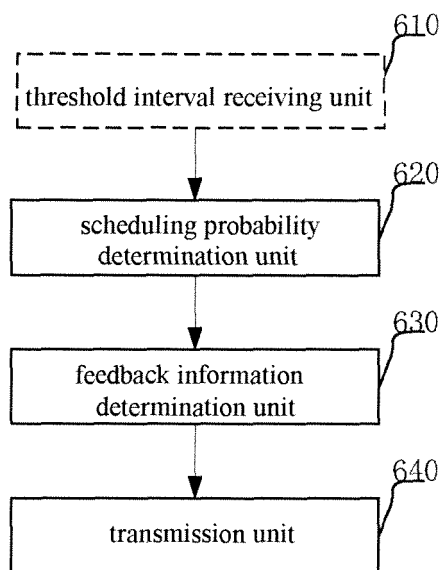 610
threshold interval receiving unit
620
scheduling probability
determination unit
630
feedback information
determination unit
640
transmission unit